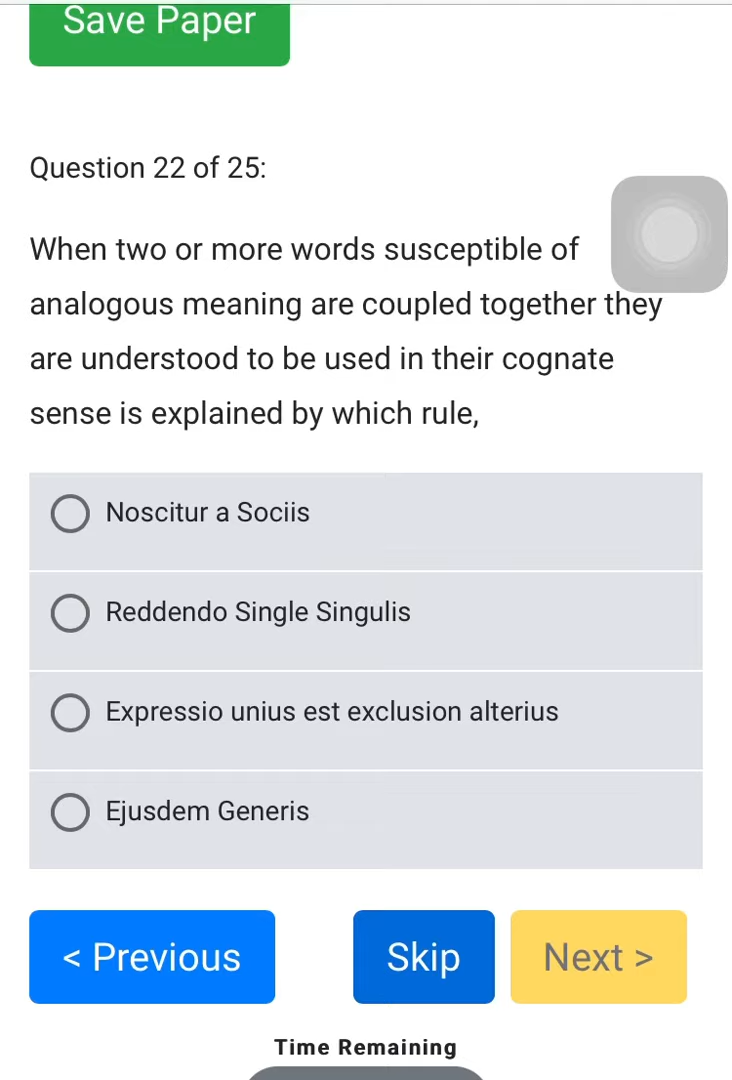 Save Paper
Question 22 of 25:
When two or more words susceptible of
analogous meaning are coupled together they
are understood to be used in their cognate
sense is explained by which rule,
Noscitur a Sociis
Reddendo Single Singulis
Expressio unius est exclusion alterius
Ejusdem Generis
< Previous
Skip
Next >
Time Remaining